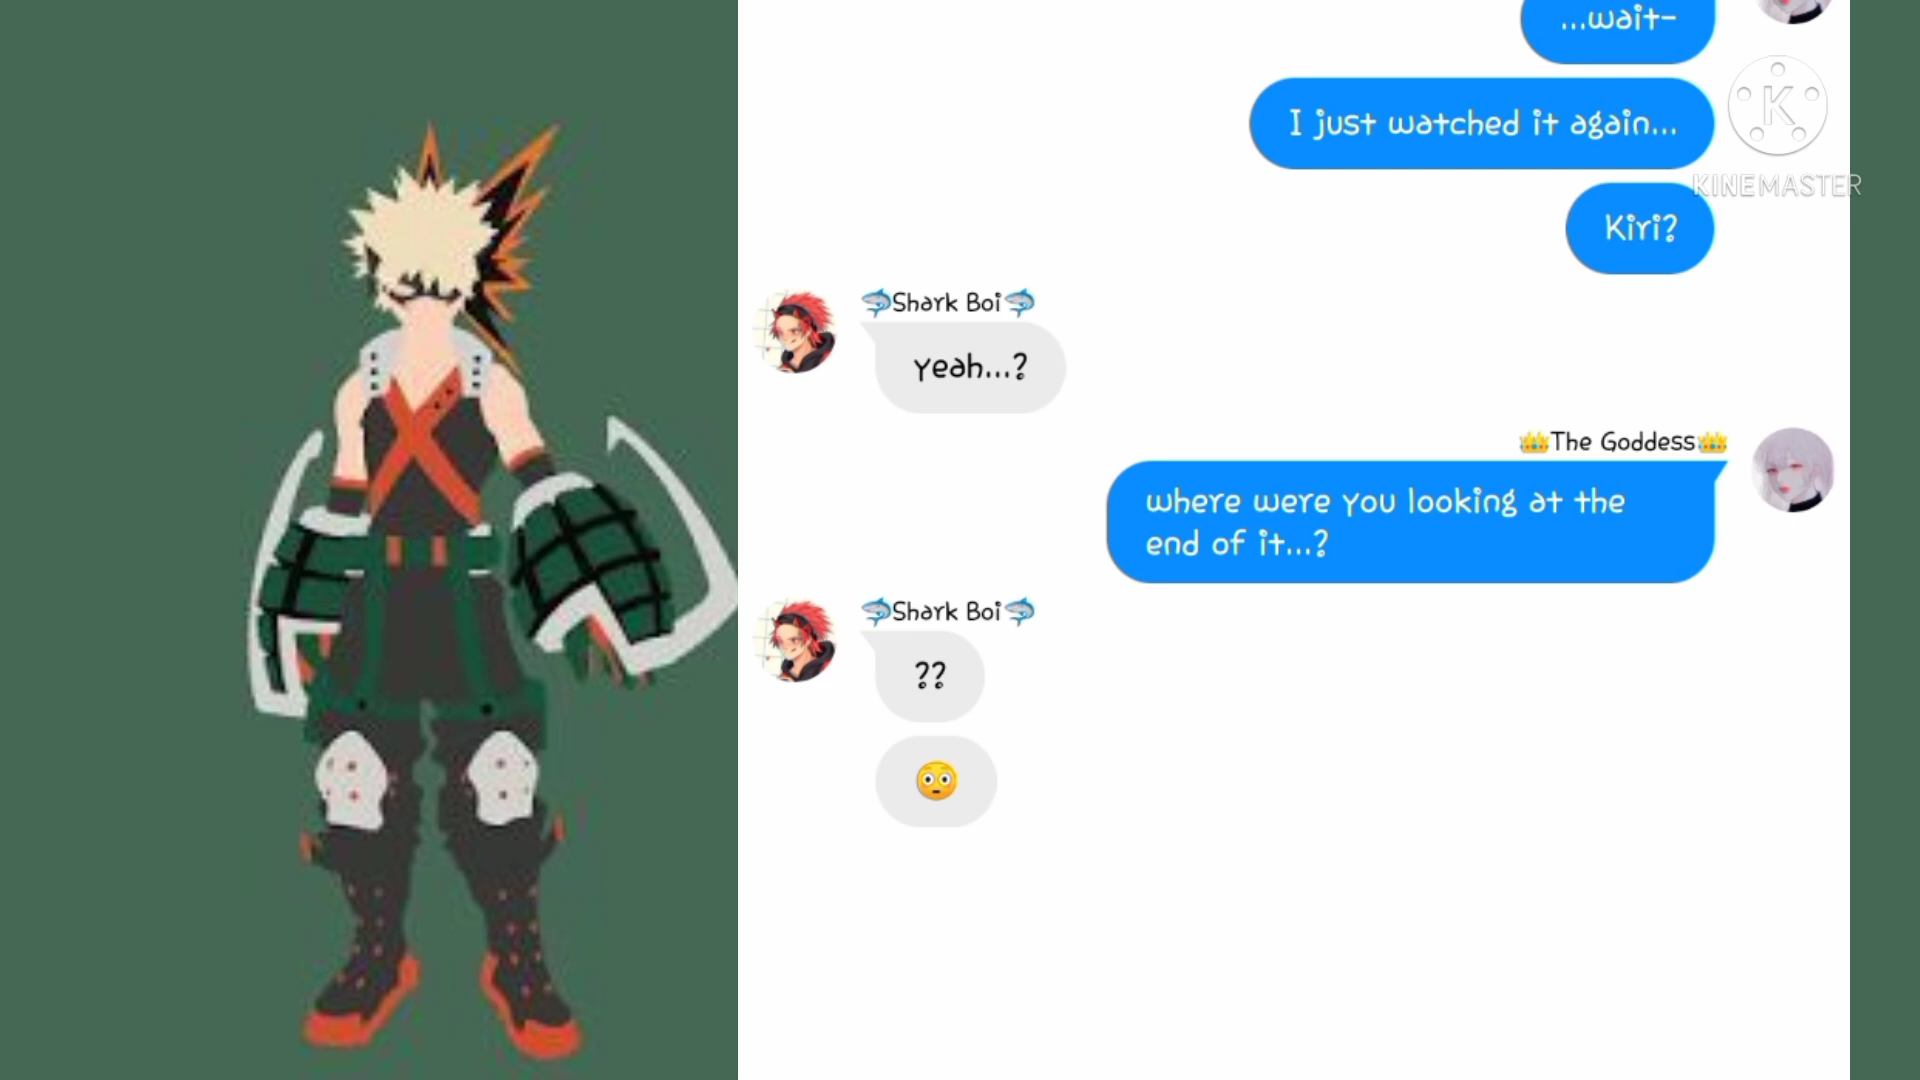 ...wait-
I just watched it again...
K
KINEMASTER
Kiri?
🦈Shark Boi🦈
yeah...?
👑The Goddess👑
where were you looking at the
end of it...?
🦈Shark Boi🦈
??
😳